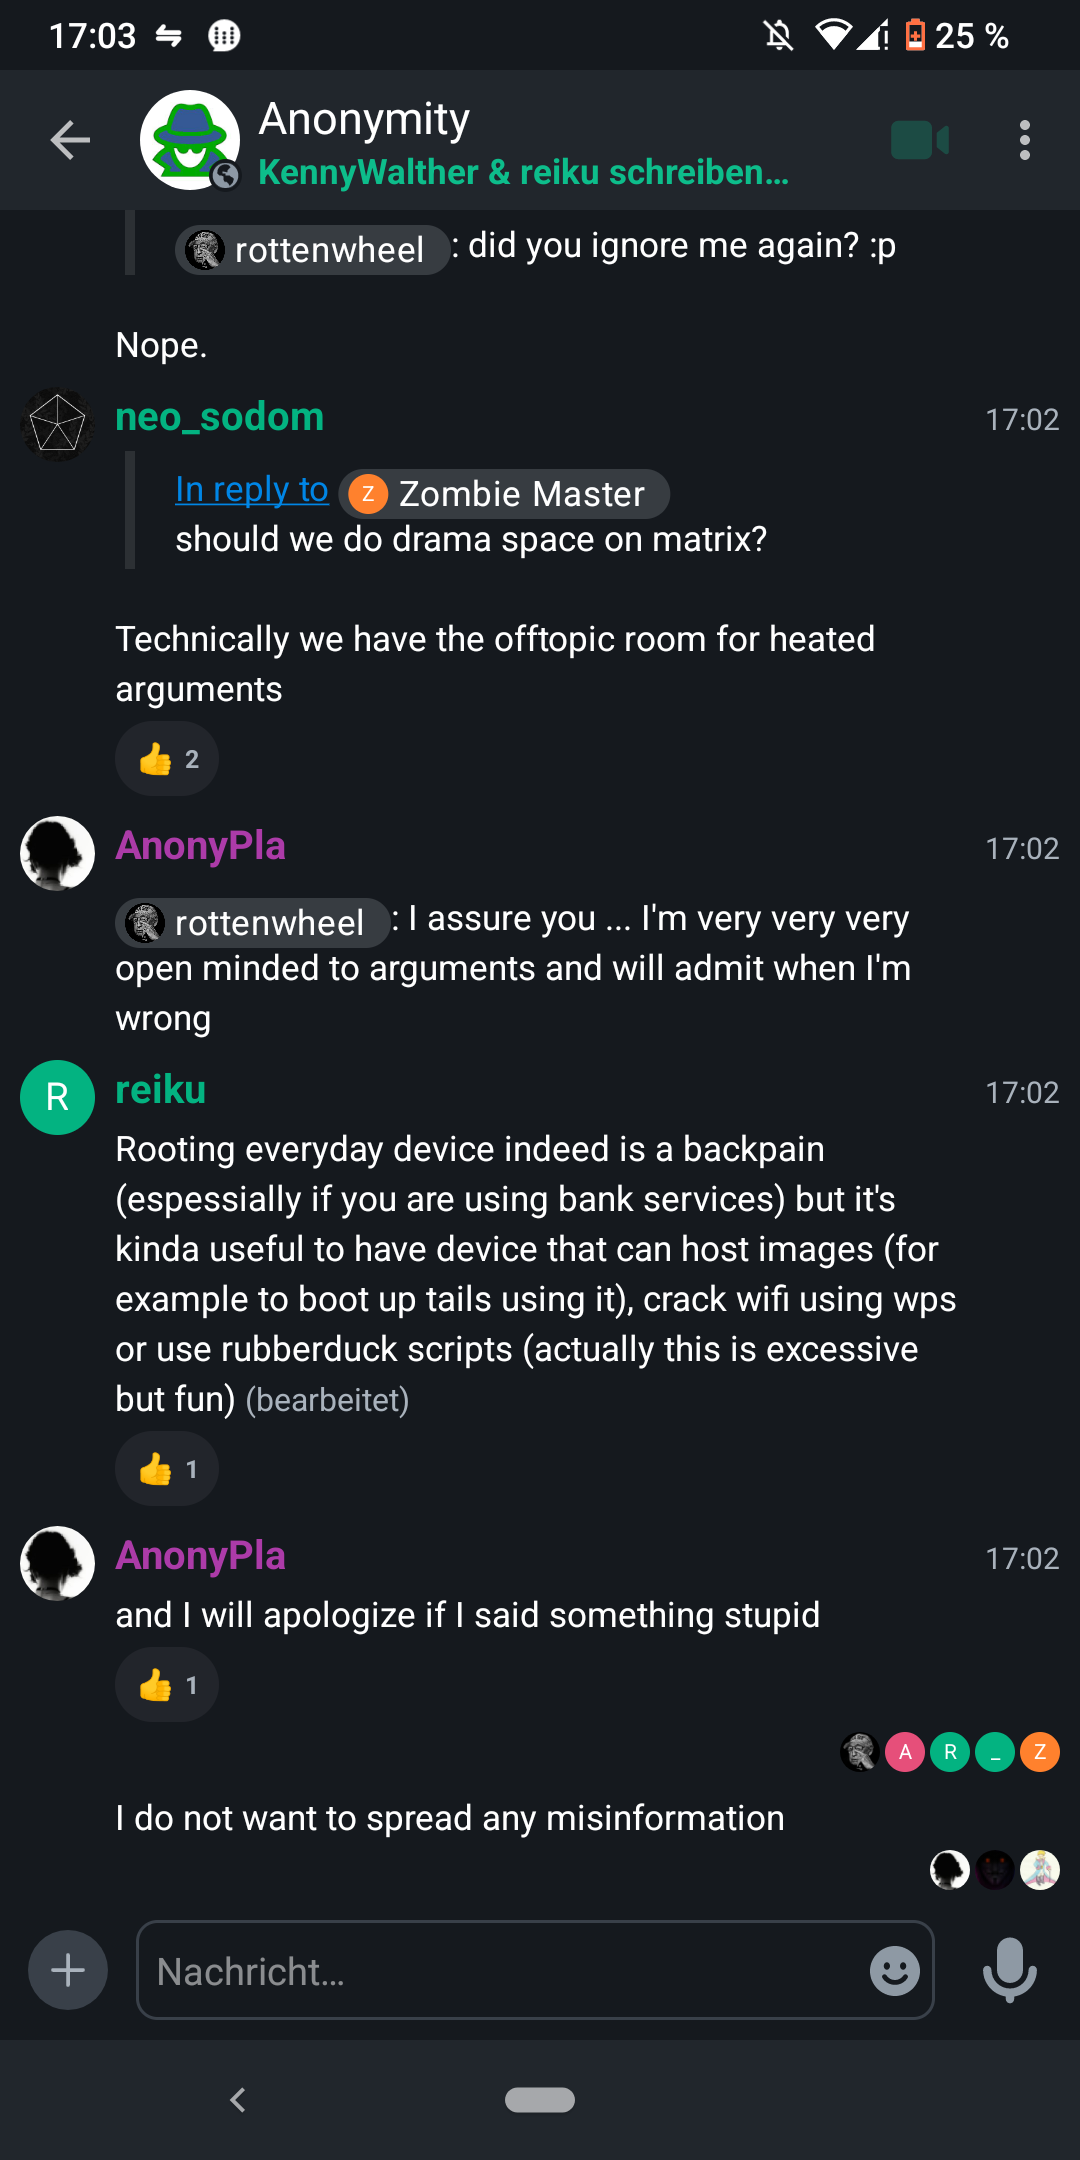 17:03
25 %
Anonymity
KennyWalther & reiku schreiben…
rottenwheel : did you ignore me again? :p
Nope.
neo_sodom 17:02
In reply to Z Zombie Master
should we do drama space on matrix?
Technically we have the offtopic room for heated
arguments
👍 2
AnonyPla 17:02
rottenwheel : I assure you ... I'm very very very
open minded to arguments and will admit when I'm
wrong
R reiku 17:02
Rooting everyday device indeed is a backpain
(espessially if you are using bank services) but it's
kinda useful to have device that can host images (for
example to boot up tails using it), crack wifi using wps
or use rubberduck scripts (actually this is excessive
but fun) (bearbeitet)
👍 1
AnonyPla 17:02
and I will apologize if I said something stupid
👍 1
A R _ Z
I do not want to spread any misinformation
Nachricht…